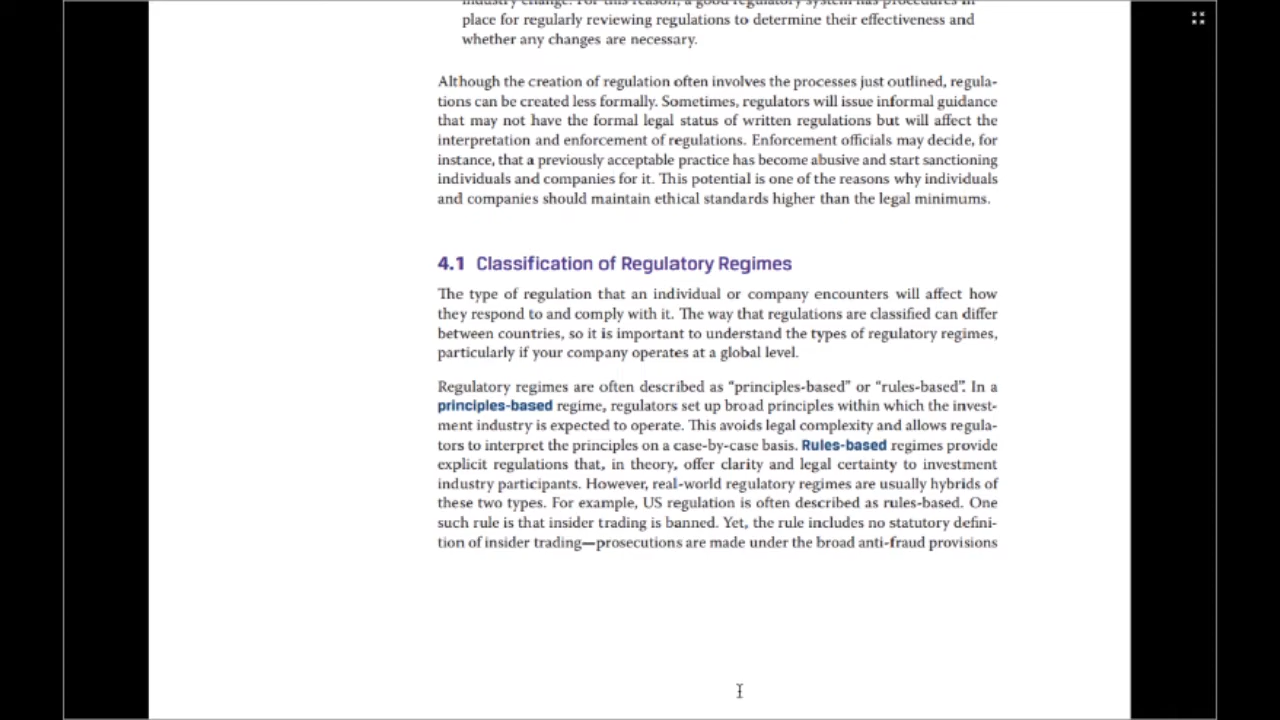 place for regularly reviewing regulations to determine their effectiveness and
whether any changes are necessary.
Although the creation of regulation often involves the processes just outlined, regula-
tions can be created less formally. Sometimes, regulators will issue informal guidance
that may not have the formal legal status of written regulations but will affect the
interpretation and enforcement of regulations. Enforcement officials may decide, for
instance, that a previously acceptable practice has become abusive and start sanctioning
individuals and companies for it. This potential is one of the reasons why individuals
and companies should maintain ethical standards higher than the legal minimums.
4.1 Classification of Regulatory Regimes
The type of regulation that an individual or company encounters will affect how
they respond to and comply with it. The way that regulations are classified can differ
between countries, so it is important to understand the types of regulatory regimes,
particularly if your company operates at a global level.
Regulatory regimes are often described as “principles-based” or “rules-based”. In a
principles-based regime, regulators set up broad principles within which the invest-
ment industry is expected to operate. This avoids legal complexity and allows regula-
tors to interpret the principles on a case-by-case basis. Rules-based regimes provide
explicit regulations that, in theory, offer clarity and legal certainty to investment
industry participants. However, real-world regulatory regimes are usually hybrids of
these two types. For example, US regulation is often described as rules-based. One
such rule is that insider trading is banned. Yet, the rule includes no statutory defini-
tion of insider trading—prosecutions are made under the broad anti-fraud provisions